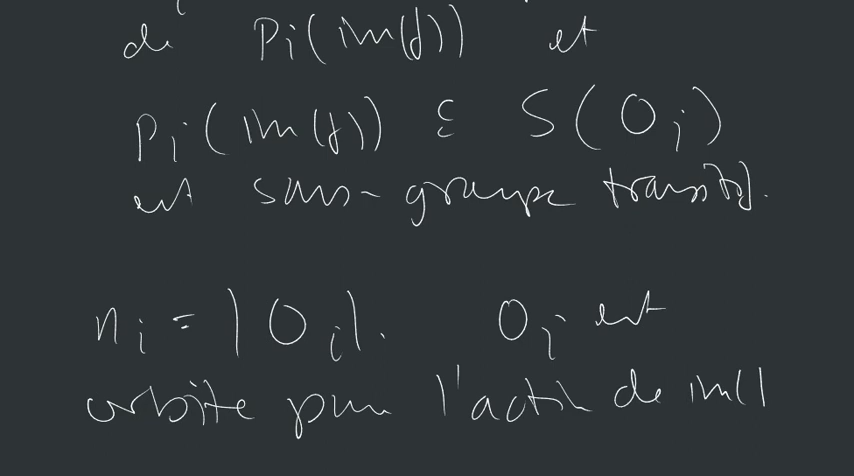 de Pi(im(f)) et
Pi(im(f)) ≤ S(Oi)
est sous-groupe transitif.
ni = |Oi|. Oi est
orbite pour l'action de im(